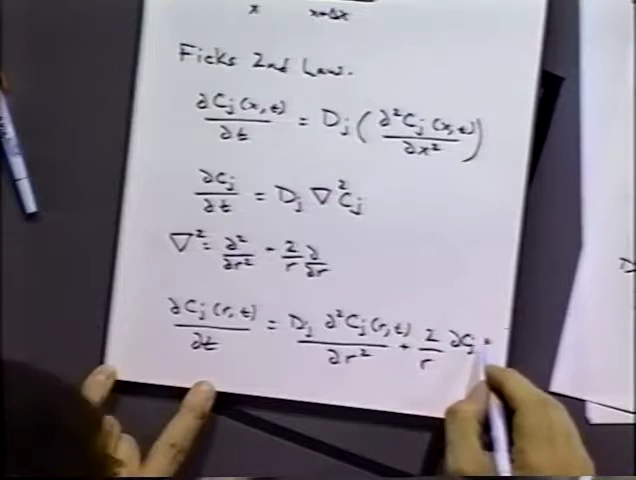 x x+Δx
Ficks 2nd Law.
∂Cj(x,t)/∂t = Dj (∂²Cj(x,t)/∂x²)
∂Cj/∂t = Dj ∇²Cj
∇² = ∂²/∂r² - 2/r ∂/∂r
∂Cj(r,t)/∂t = Dj ∂²Cj(r,t)/∂r² + 2/r ∂Cj
D